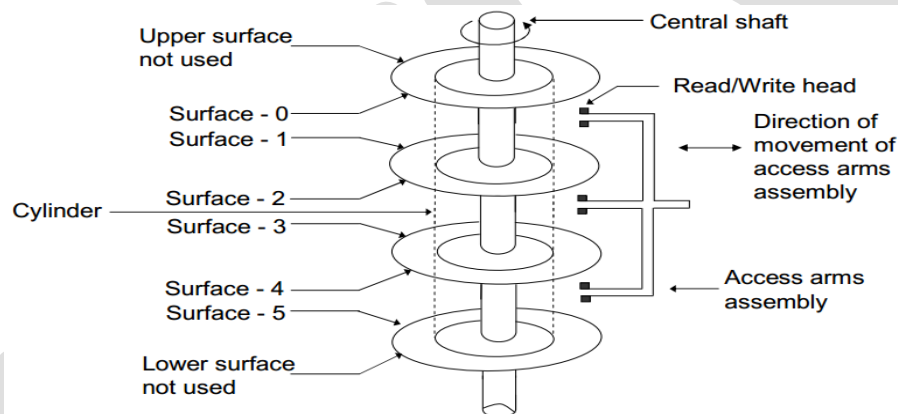 Central shaft
Upper surface
not used
Read/Write head
Surface - 0
Surface - 1
Direction of
movement of
access arms
assembly
Surface - 2
Cylinder
Surface - 3
Surface - 4
Access arms
assembly
Surface - 5
Lower surface
not used